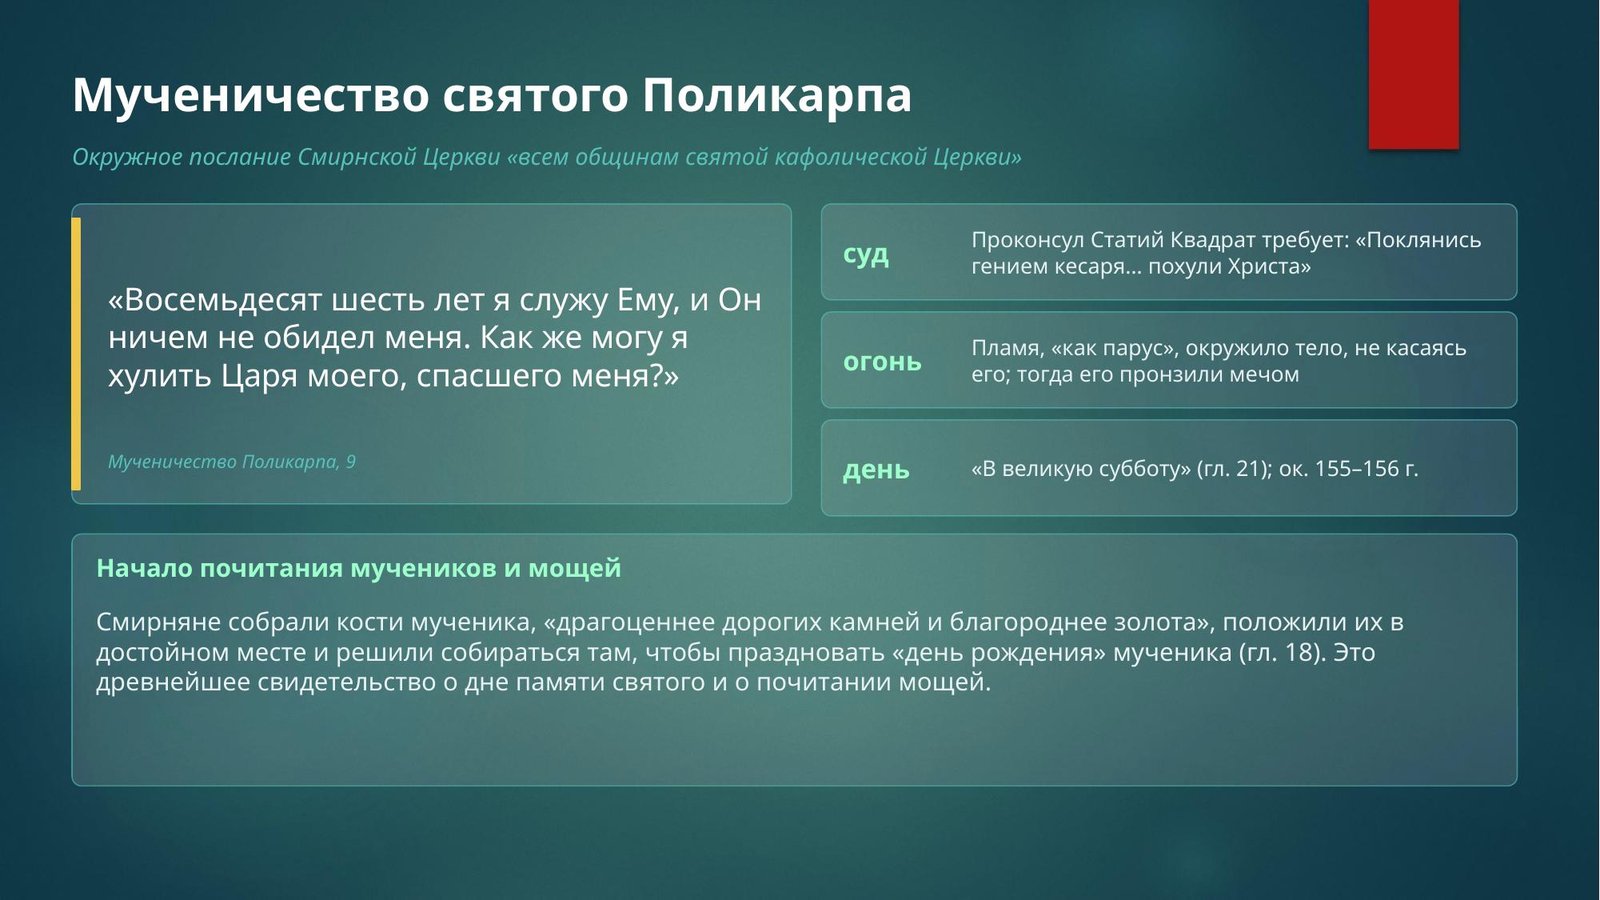 Мученичество святого Поликарпа
Окружное послание Смирнской Церкви «всем общинам святой кафолической Церкви»
«Восемьдесят шесть лет я служу Ему, и Он
ничем не обидел меня. Как же могу я
хулить Царя моего, спасшего меня?»
Мученичество Поликарпа, 9
суд
Проконсул Статий Квадрат требует: «Поклянись
гением кесаря… похули Христа»
огонь
Пламя, «как парус», окружило тело, не касаясь
его; тогда его пронзили мечом
день
«В великую субботу» (гл. 21); ок. 155–156 г.
Начало почитания мучеников и мощей
Смирняне собрали кости мученика, «драгоценнее дорогих камней и благороднее золота», положили их в
достойном месте и решили собираться там, чтобы праздновать «день рождения» мученика (гл. 18). Это
древнейшее свидетельство о дне памяти святого и о почитании мощей.